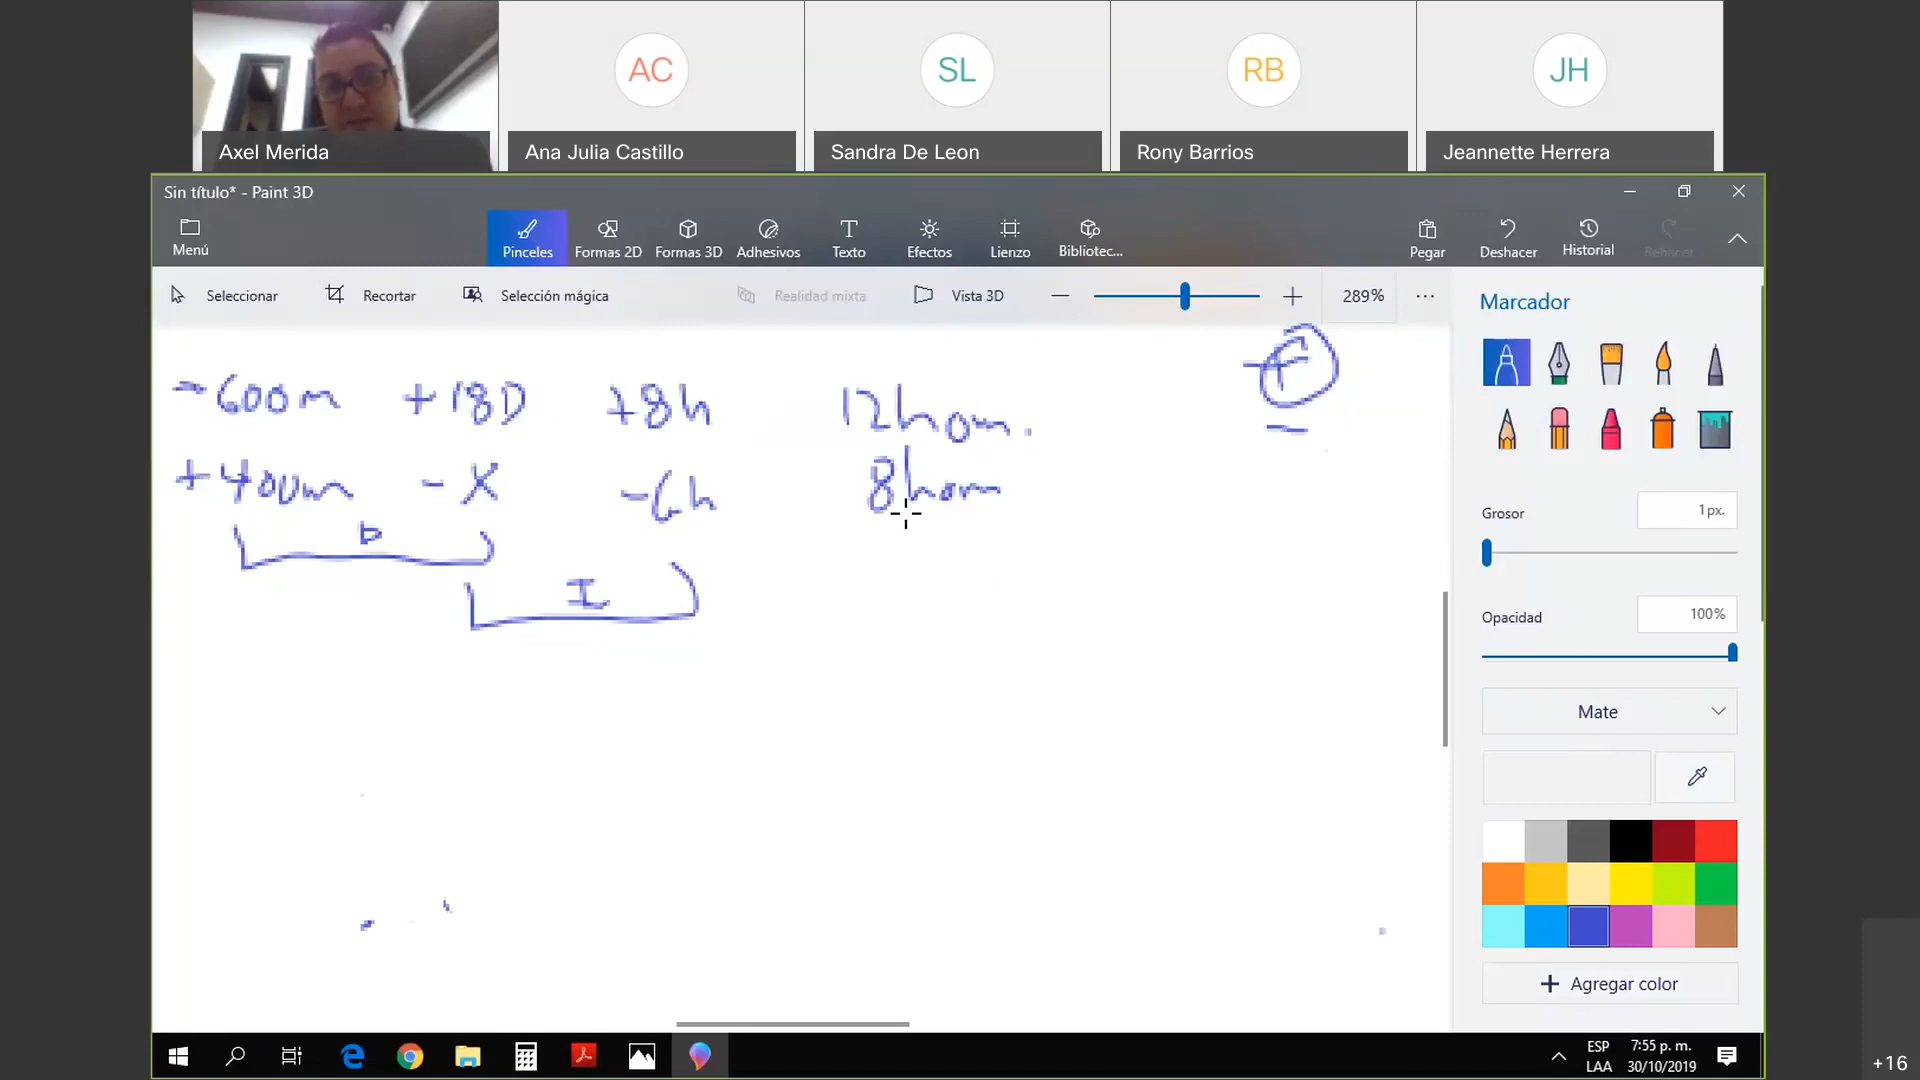 AC
SL
RB
JH
Axel Merida
Ana Julia Castillo
Sandra De Leon
Rony Barrios
Jeannette Herrera
Sin título* - Paint 3D
Menú
Pinceles
Formas 2D
Formas 3D
Adhesivos
Texto
Efectos
Lienzo
Bibliotec...
Pegar
Deshacer
Historial
Rehacer
Seleccionar
Recortar
Selección mágica
Realidad mixta
Vista 3D
289%
-600m +18D +8h 12hom.
+400m -X -6h 8hom
D
I
Marcador
Grosor
1px.
Opacidad
100%
Mate
Agregar color
ESP
LAA
7:55 p. m.
30/10/2019
+16